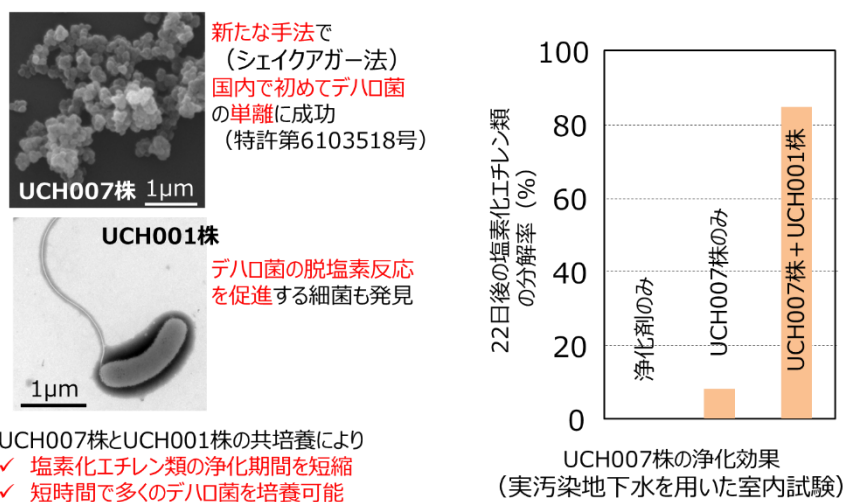 新たな手法で
（シェイクアガー法）
国内で初めてデハロ菌
の単離に成功
（特許第6103518号）
UCH007株 1μm
UCH001株
デハロ菌の脱塩素反応
を促進する細菌も発見
1μm
UCH007株とUCH001株の共培養により
✓ 塩素化エチレン類の浄化期間を短縮
✓ 短時間で多くのデハロ菌を培養可能
22日後の塩素化エチレン類
の分解率（%）
100
80
60
40
20
0
浄化剤のみ
UCH007株のみ
UCH007株＋UCH001株
UCH007株の浄化効果
（実汚染地下水を用いた室内試験）